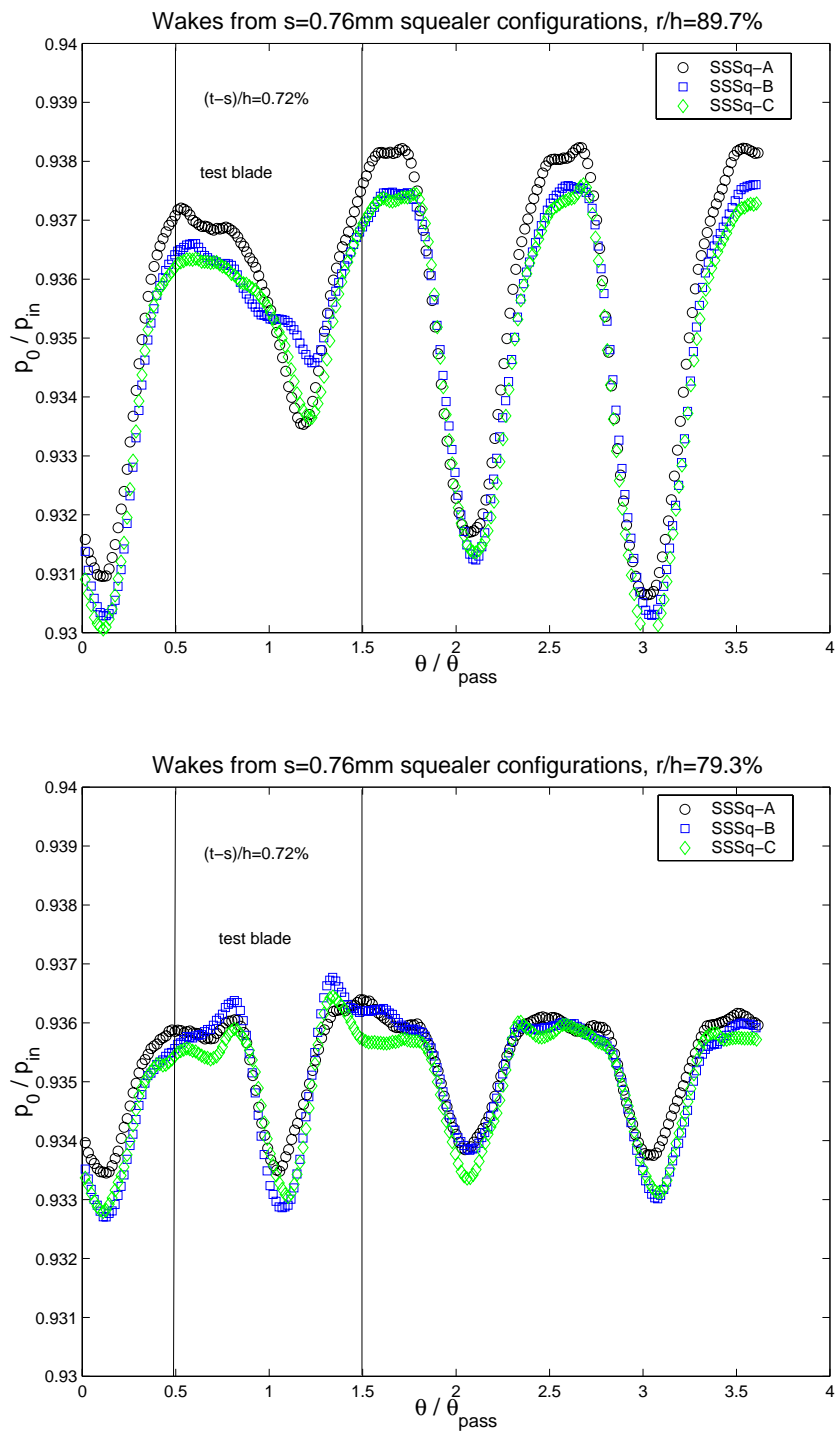 Wakes from s=0.76mm squealer configurations, r/h=89.7%
0.94
0.939
0.938
0.937
0.936
0.935
0.934
0.933
0.932
0.931
0.93
p0 / pin
(t-s)/h=0.72%
test blade
SSSq-A
SSSq-B
SSSq-C
0 0.5 1 1.5 2 2.5 3 3.5 4
θ / θpass
Wakes from s=0.76mm squealer configurations, r/h=79.3%
0.94
0.939
0.938
0.937
0.936
0.935
0.934
0.933
0.932
0.931
0.93
p0 / pin
(t-s)/h=0.72%
test blade
SSSq-A
SSSq-B
SSSq-C
0 0.5 1 1.5 2 2.5 3 3.5 4
θ / θpass